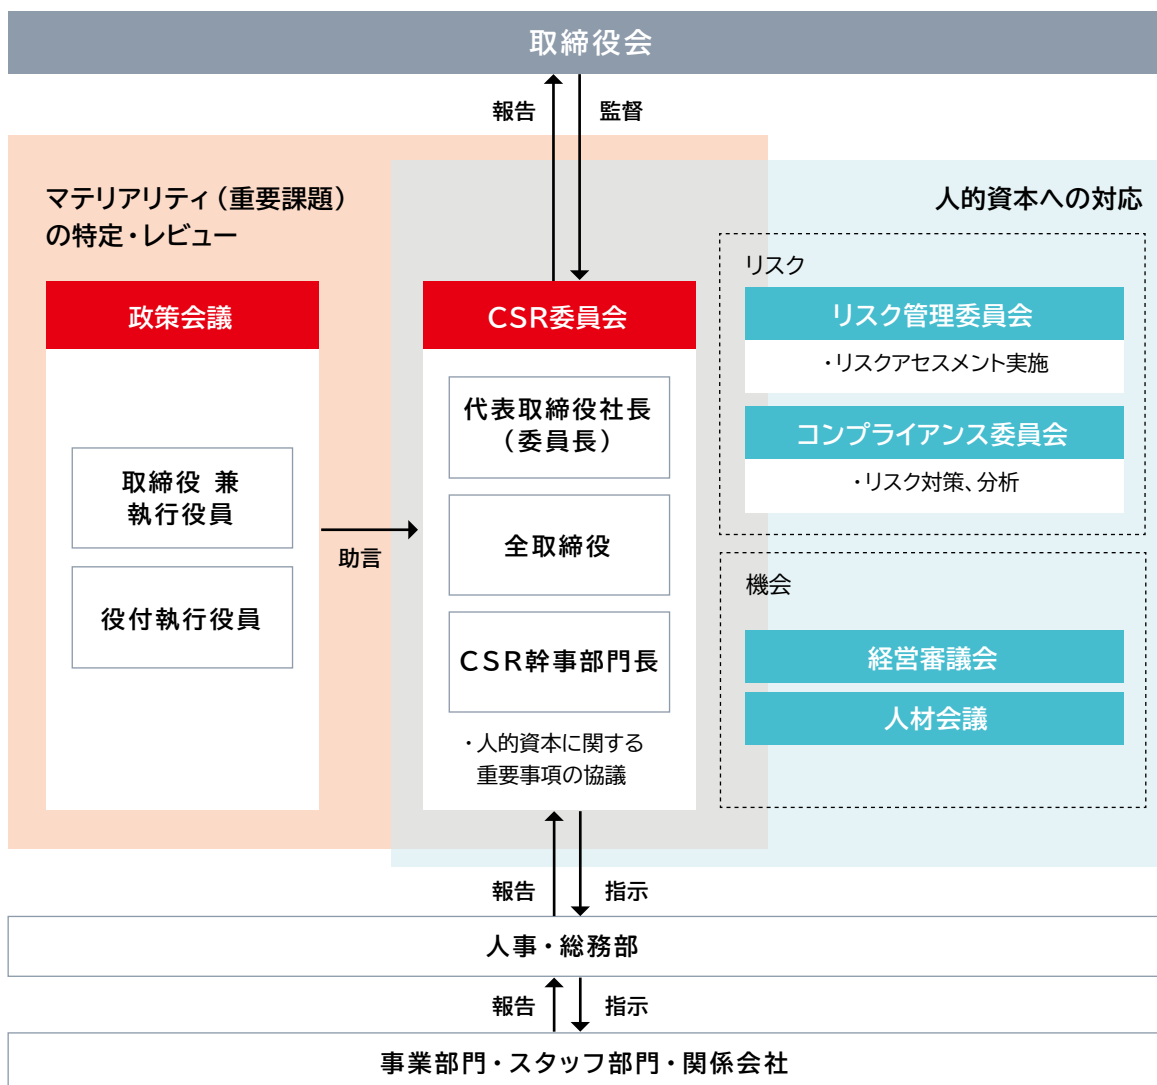 取締役会
報告
監督
マテリアリティ（重要課題）
の特定・レビュー
人的資本への対応
政策会議
取締役 兼
執行役員
役付執行役員
助言
CSR委員会
代表取締役社長
（委員長）
全取締役
CSR幹事部門長
・人的資本に関する
重要事項の協議
リスク
リスク管理委員会
・リスクアセスメント実施
コンプライアンス委員会
・リスク対策、分析
機会
経営審議会
人材会議
報告
指示
人事・総務部
報告
指示
事業部門・スタッフ部門・関係会社